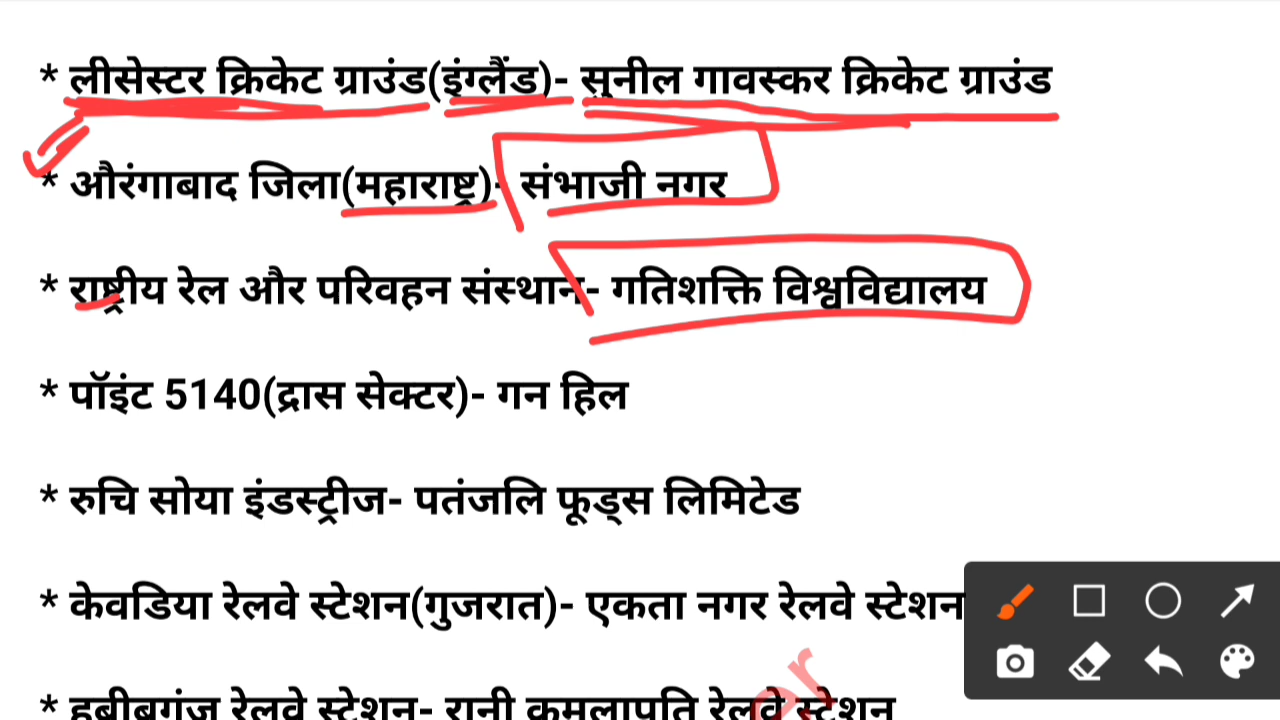 * लीसेस्टर क्रिकेट ग्राउंड(इंग्लैंड)- सुनील गावस्कर क्रिकेट ग्राउंड
* औरंगाबाद जिला(महाराष्ट्र)- संभाजी नगर
* राष्ट्रीय रेल और परिवहन संस्थान- गतिशक्ति विश्वविद्यालय
* पॉइंट 5140(द्रास सेक्टर)- गन हिल
* रुचि सोया इंडस्ट्रीज- पतंजलि फूड्स लिमिटेड
* केवडिया रेलवे स्टेशन(गुजरात)- एकता नगर रेलवे स्टेशन
* हबीबगंज रेलवे स्टेशन- रानी कमलापति रेलवे स्टेशन